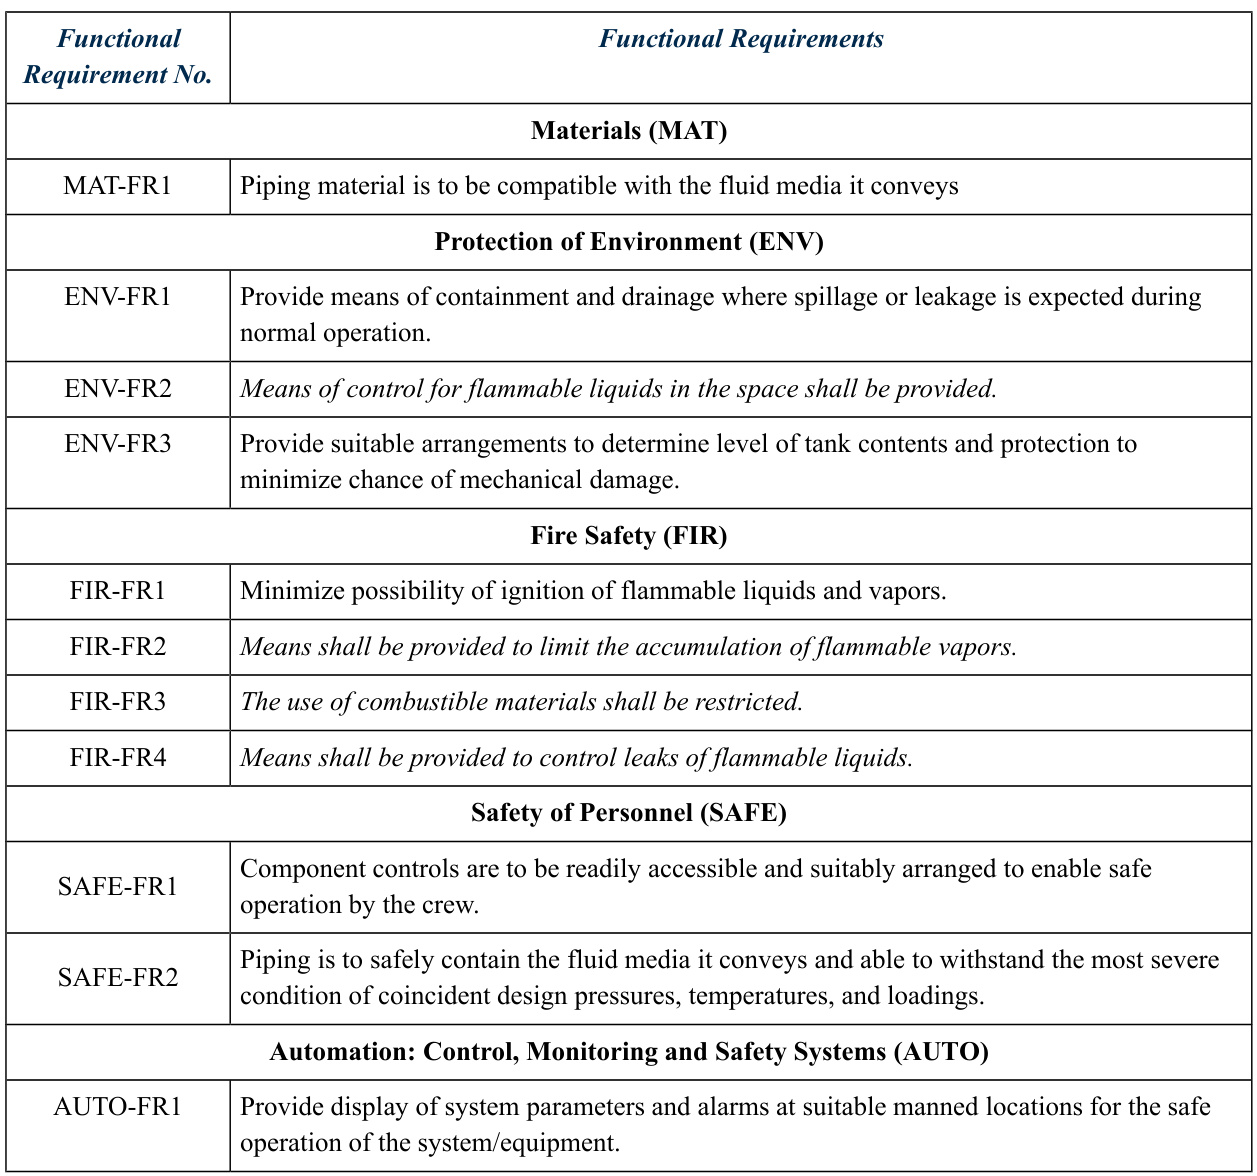 Functional
Requirement No.
Functional Requirements
Materials (MAT)
MAT-FR1
Piping material is to be compatible with the fluid media it conveys
Protection of Environment (ENV)
ENV-FR1
Provide means of containment and drainage where spillage or leakage is expected during
normal operation.
ENV-FR2
Means of control for flammable liquids in the space shall be provided.
ENV-FR3
Provide suitable arrangements to determine level of tank contents and protection to
minimize chance of mechanical damage.
Fire Safety (FIR)
FIR-FR1
Minimize possibility of ignition of flammable liquids and vapors.
FIR-FR2
Means shall be provided to limit the accumulation of flammable vapors.
FIR-FR3
The use of combustible materials shall be restricted.
FIR-FR4
Means shall be provided to control leaks of flammable liquids.
Safety of Personnel (SAFE)
SAFE-FR1
Component controls are to be readily accessible and suitably arranged to enable safe
operation by the crew.
SAFE-FR2
Piping is to safely contain the fluid media it conveys and able to withstand the most severe
condition of coincident design pressures, temperatures, and loadings.
Automation: Control, Monitoring and Safety Systems (AUTO)
AUTO-FR1
Provide display of system parameters and alarms at suitable manned locations for the safe
operation of the system/equipment.